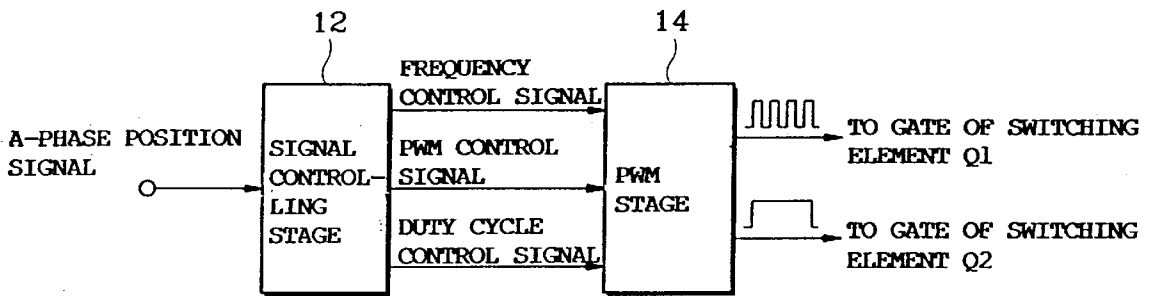 12
14
FREQUENCY
CONTROL SIGNAL
A-PHASE POSITION
SIGNAL
SIGNAL
CONTROL-
LING
STAGE
PWM CONTROL
SIGNAL
DUTY CYCLE
CONTROL SIGNAL
PWM
STAGE
TO GATE OF SWITCHING
ELEMENT Q1
TO GATE OF SWITCHING
ELEMENT Q2